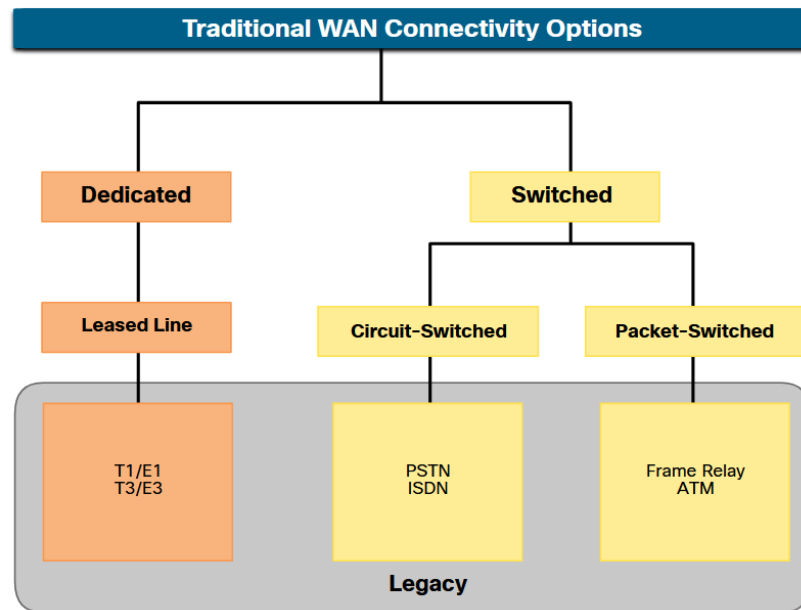 Traditional WAN Connectivity Options
Dedicated
Switched
Leased Line
Circuit-Switched
Packet-Switched
T1/E1
T3/E3
PSTN
ISDN
Frame Relay
ATM
Legacy